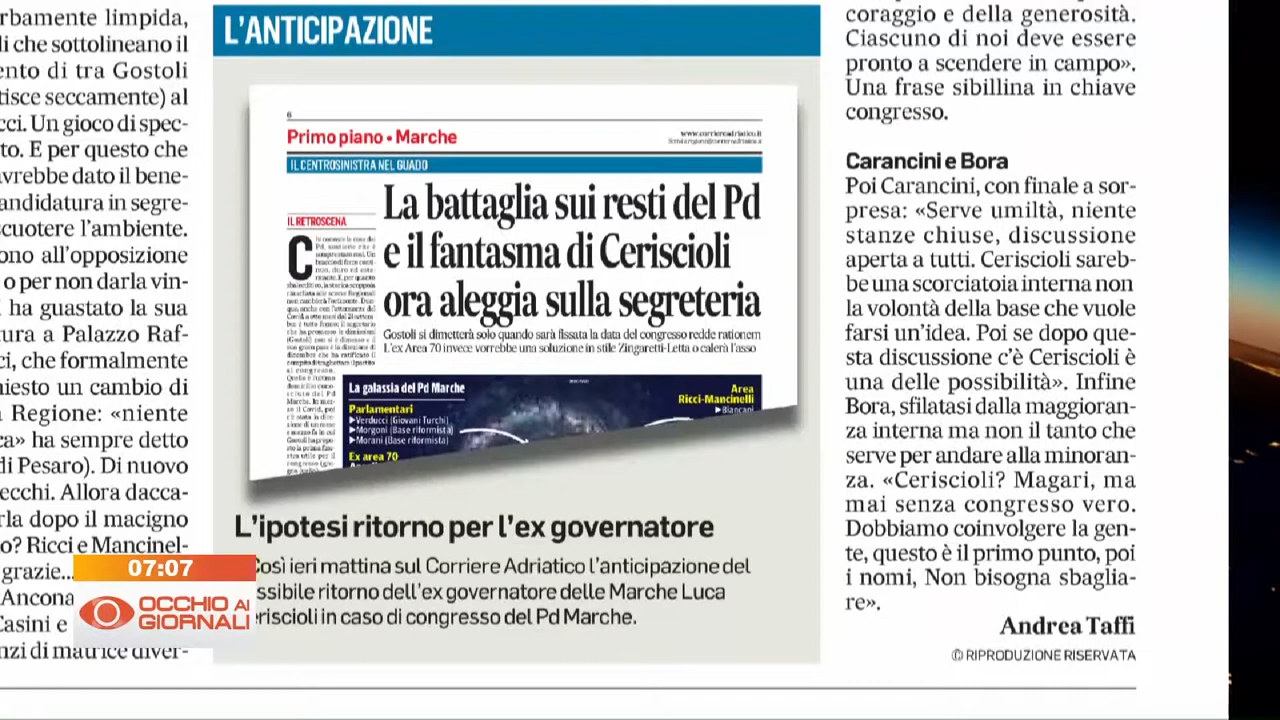 rbamente limpida,
li che sottolineano il
ento di tra Gostoli
tisce seccamente) al
cci. Un gioco di spec-
to. E per questo che
vrebbe dato il bene-
andidatura in segre-
scuotere l'ambiente.
ono all'opposizione
o per non darla vin-
ha guastato la sua
tura a Palazzo Raf-
ci, che formalmente
niesto un cambio di
Regione: «niente
ca» ha sempre detto
di Pesaro). Di nuovo
ecchi. Allora dacca-
rla dopo il macigno
o? Ricci e Mancinel-
grazie...
Ancona
Casini e
nzi di matrice diver-
L'ANTICIPAZIONE
6
Primo piano • Marche
www.corriereadriatico.it
IL CENTROSINISTRA NEL GUADO
IL RETROSCENA
La battaglia sui resti del Pd
e il fantasma di Ceriscioli
ora aleggia sulla segreteria
Gostoli si dimetterà solo quando sarà fissata la data del congresso redde rationem
L'ex Area 70 invece vorrebbe una soluzione in stile Zingaretti-Letta o calerà l'asso
La galassia del Pd Marche
Parlamentari
▶Verducci (Giovani Turchi)
▶Morgoni (Base riformista)
▶Morani (Base riformista)
Ex area 70
Area
Ricci-Mancinelli
▶Biancani
L'ipotesi ritorno per l'ex governatore
Così ieri mattina sul Corriere Adriatico l'anticipazione del
ssibile ritorno dell'ex governatore delle Marche Luca
eriscioli in caso di congresso del Pd Marche.
coraggio e della generosità.
Ciascuno di noi deve essere
pronto a scendere in campo».
Una frase sibillina in chiave
congresso.
Carancini e Bora
Poi Carancini, con finale a sor-
presa: «Serve umiltà, niente
stanze chiuse, discussione
aperta a tutti. Ceriscioli sareb-
be una scorciatoia interna non
la volontà della base che vuole
farsi un'idea. Poi se dopo que-
sta discussione c'è Ceriscioli è
una delle possibilità». Infine
Bora, sfilatasi dalla maggioran-
za interna ma non il tanto che
serve per andare alla minoran-
za. «Ceriscioli? Magari, ma
mai senza congresso vero.
Dobbiamo coinvolgere la gen-
te, questo è il primo punto, poi
i nomi, Non bisogna sbaglia-
re».
Andrea Taffi
© RIPRODUZIONE RISERVATA
07:07
OCCHIO AI
GIORNALI